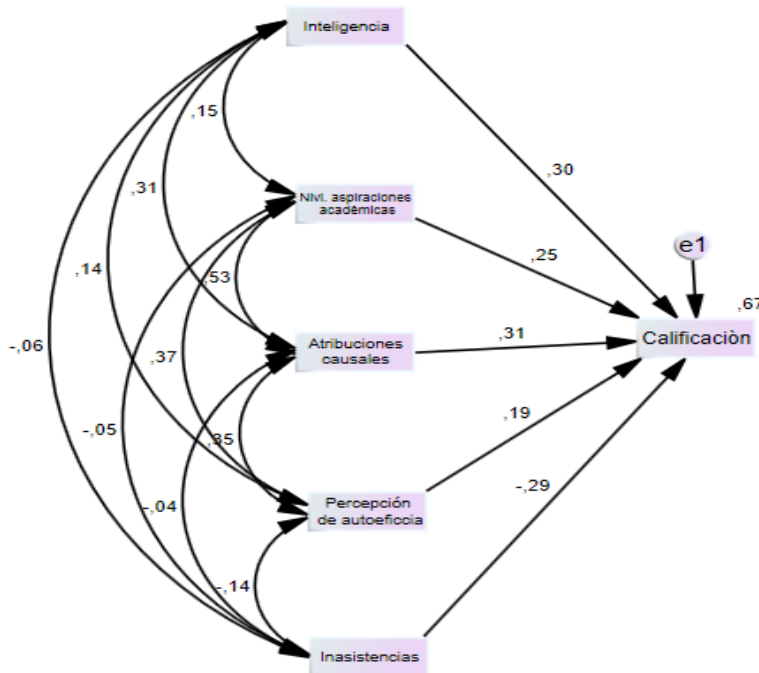 Inteligencia
,15
,30
,31
Nivl. aspiraciones
acadêmicas
,14
,53
,25
e1
,67
Calificaciòn
-,06
Atribuciones
causales
,31
,37
,35
-,05
,19
-,04
Percepción
de autoeficcia
-,29
-,14
Inasistencias